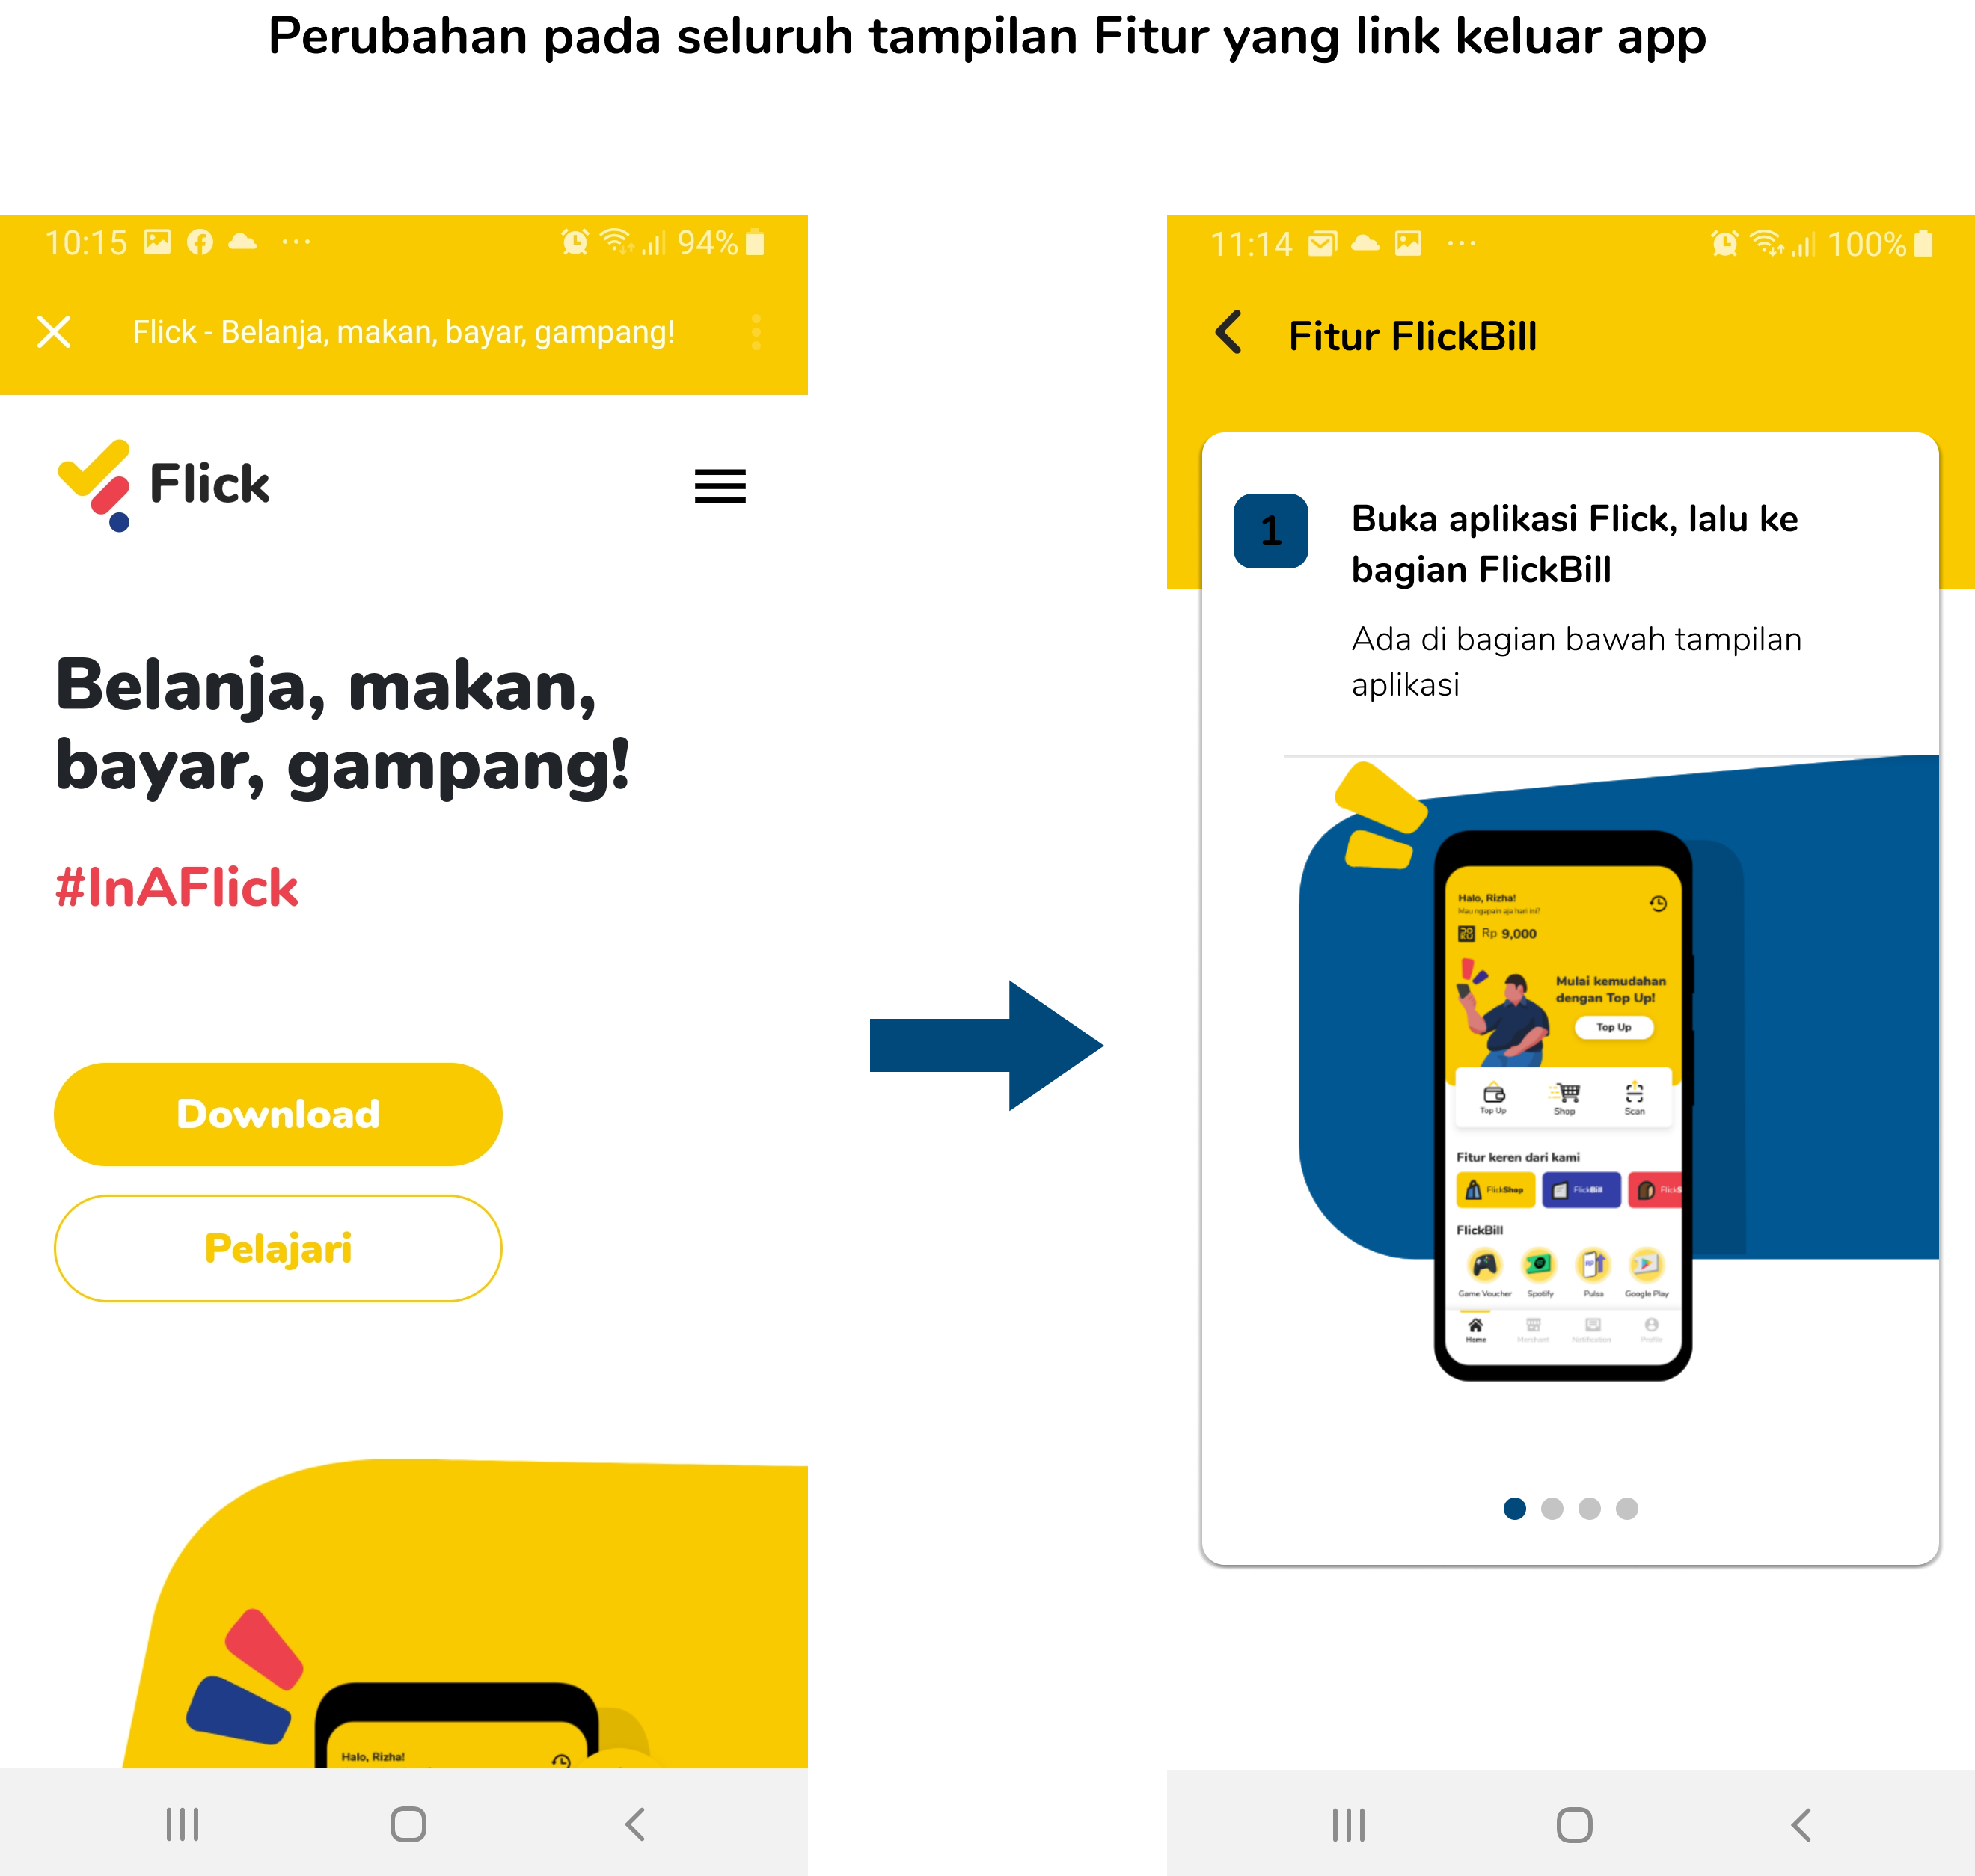 Perubahan pada seluruh tampilan Fitur yang link keluar app
10:15
94%
Flick - Belanja, makan, bayar, gampang!
Flick
Belanja, makan,
bayar, gampang!
#InAFlick
Download
Pelajari
Halo, Rizha!
11:14
100%
Fitur FlickBill
1
Buka aplikasi Flick, lalu ke
bagian FlickBill
Ada di bagian bawah tampilan
aplikasi
Halo, Rizha!
Mau ngapain aja hari ini?
Rp 9,000
Mulai kemudahan
dengan Top Up!
Top Up
Top Up Shop Scan
Fitur keren dari kami
FlickShop FlickBill FlickS
FlickBill
Game Voucher Spotify Pulsa Google Play
Home Merchant Notification Profile